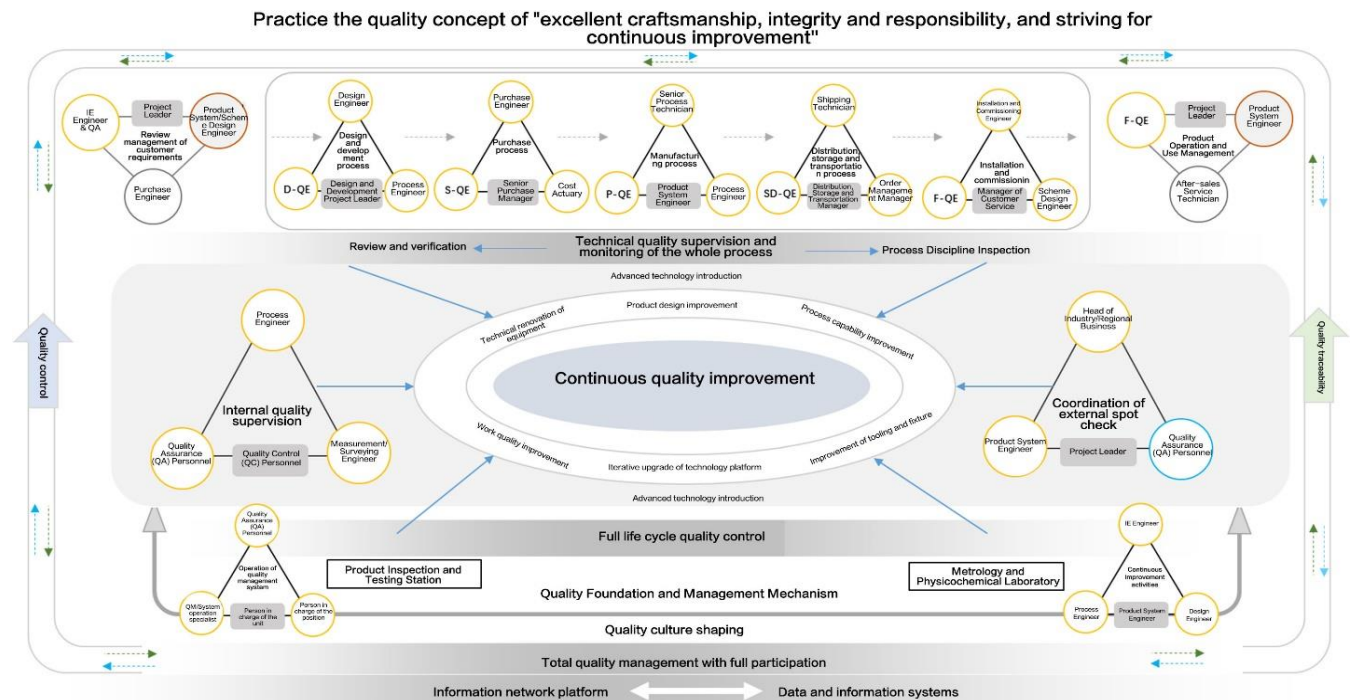 Practice the quality concept of "excellent craftsmanship, integrity and responsibility, and striving for
continuous improvement"
IE
Engineer
& QA
Project
Leader
Product
System/Schem
e Design
Engineer
Review
management of
customer
requirements
Purchase
Engineer
Design
Engineer
Design
and
develop
ment
process
D-QE
Design and
Development
Project Leader
Process
Engineer
Purchase
Engineer
Purchase
process
S-QE
Senior
Purchase
Manager
Cost
Actuary
Senior
Process
Technician
Manufacturi
ng process
P-QE
Product
System
Engineer
Process
Engineer
Shipping
Technician
Distribution,
storage and
transportatio
n process
SD-QE
Distribution,
Storage and
Transportation
Manager
Order
Manageme
nt Manager
Installation and
Commissioning
Engineer
Installation
and
commissionin
F-QE
Manager of
Customer
Service
Scheme
Design
Engineer
F-QE
Project
Leader
Product
System
Engineer
Product
Operation and
Use Management
After-sales
Service
Technician
Review and verification
Technical quality supervision and
monitoring of the whole process
Process Discipline Inspection
Quality control
Quality traceability
Process
Engineer
Internal quality
supervision
Quality
Assurance
(QA) Personnel
Quality Control
(QC) Personnel
Measurement/
Surveying
Engineer
Advanced technology introduction
Product design improvement
Technical renovation of
equipment
Process capability improvement
Continuous quality improvement
Work quality improvement
Improvement of tooling and fixture
Iterative upgrade of technology platform
Advanced technology introduction
Head of
Industry/Regional
Business
Coordination of
external spot
check
Product System
Engineer
Project Leader
Quality
Assurance
(QA) Personnel
Quality
Assurance
(QA)
Personnel
Operation of
quality
management
system
QM/System
operation
specialist
Person in
charge of the
unit
Person in
charge of the
position
Full life cycle quality control
Product Inspection and
Testing Station
Metrology and
Physicochemical Laboratory
IE Engineer
Continuous
improvement
activities
Process
Engineer
Product System
Engineer
Design
Engineer
Quality Foundation and Management Mechanism
Quality culture shaping
Total quality management with full participation
Information network platform
Data and information systems